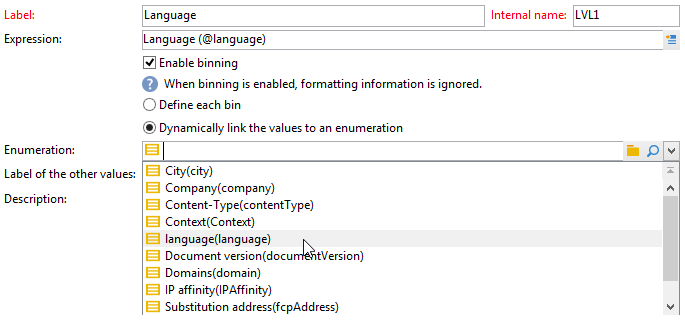 Label: Language Internal name: LVL1
Expression: Language (@language)
Enable binning
? When binning is enabled, formatting information is ignored.
Define each bin
Dynamically link the values to an enumeration
Enumeration:
Label of the other values: City(city)
Company(company)
Description: Content-Type(contentType)
Context(Context)
language(language)
Document version(documentVersion)
Domains(domain)
IP affinity(IPAffinity)
Substitution address(fcpAddress)